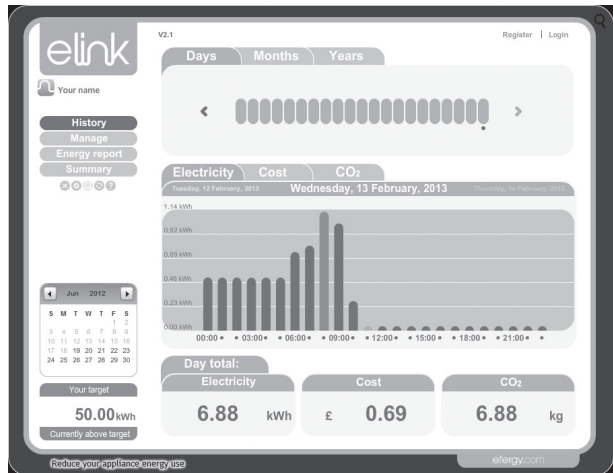 elink
V2.1
Register | Login
Your name
Days Months Years
History
Manage
Energy report
Summary
Electricity Cost CO₂
Tuesday, 12 February, 2013 Wednesday, 13 February, 2013 Thursday, 14 February, 2013
1.14 kWh
0.92 kWh
0.69 kWh
0.46 kWh
0.23 kWh
0.00 kWh
00:00 • • 03:00 • • 06:00 • • 09:00 • • 12:00 • • 15:00 • • 18:00 • • 21:00 • •
Jun 2012
S M T W T F S
1 2
3 4 5 6 7 8 9
10 11 12 13 14 15 16
17 18 19 20 21 22 23
24 25 26 27 28 29 30
Your target
50.00 kWh
Currently above target
Day total:
Electricity Cost CO₂
6.88 kWh £ 0.69 6.88 kg
Reduce your appliance energy use
efergy.com